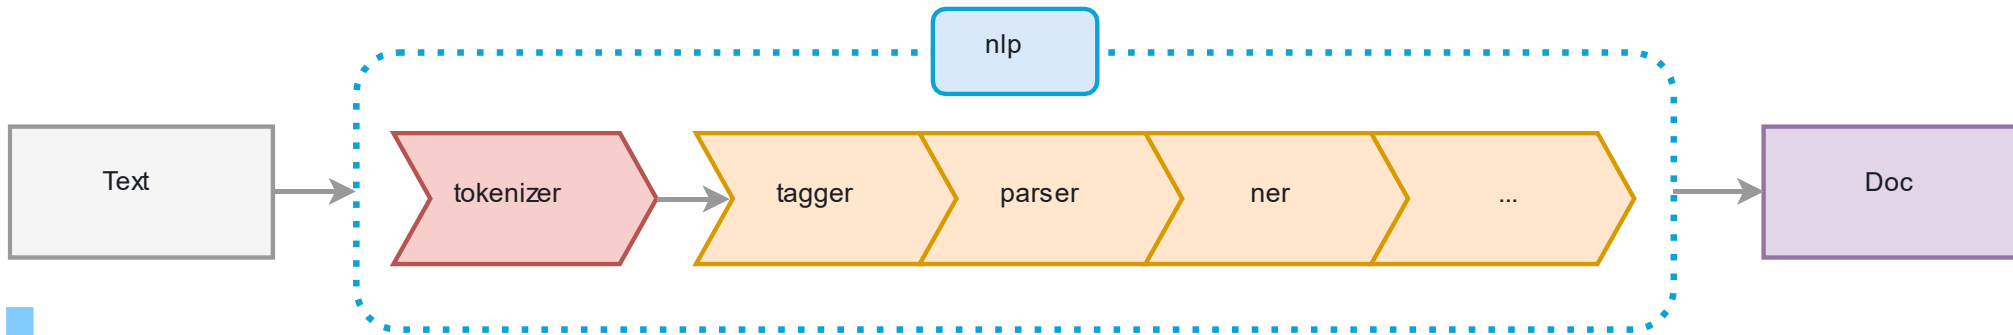 nlp
Text
tokenizer
tagger
parser
ner
...
Doc